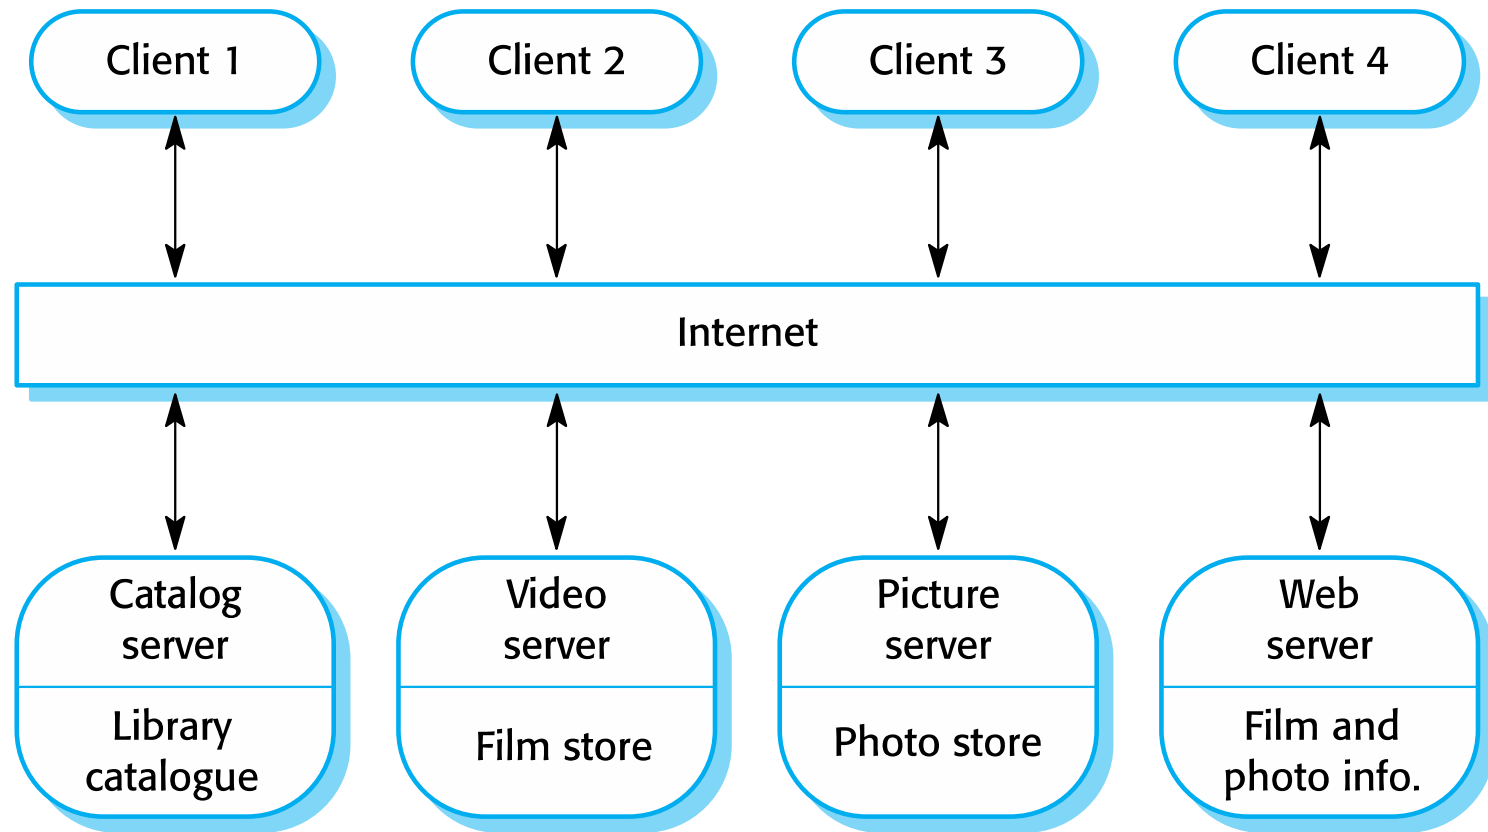 Client 1
Client 2
Client 3
Client 4
Internet
Catalog
server
Library
catalogue
Video
server
Film store
Picture
server
Photo store
Web
server
Film and
photo info.